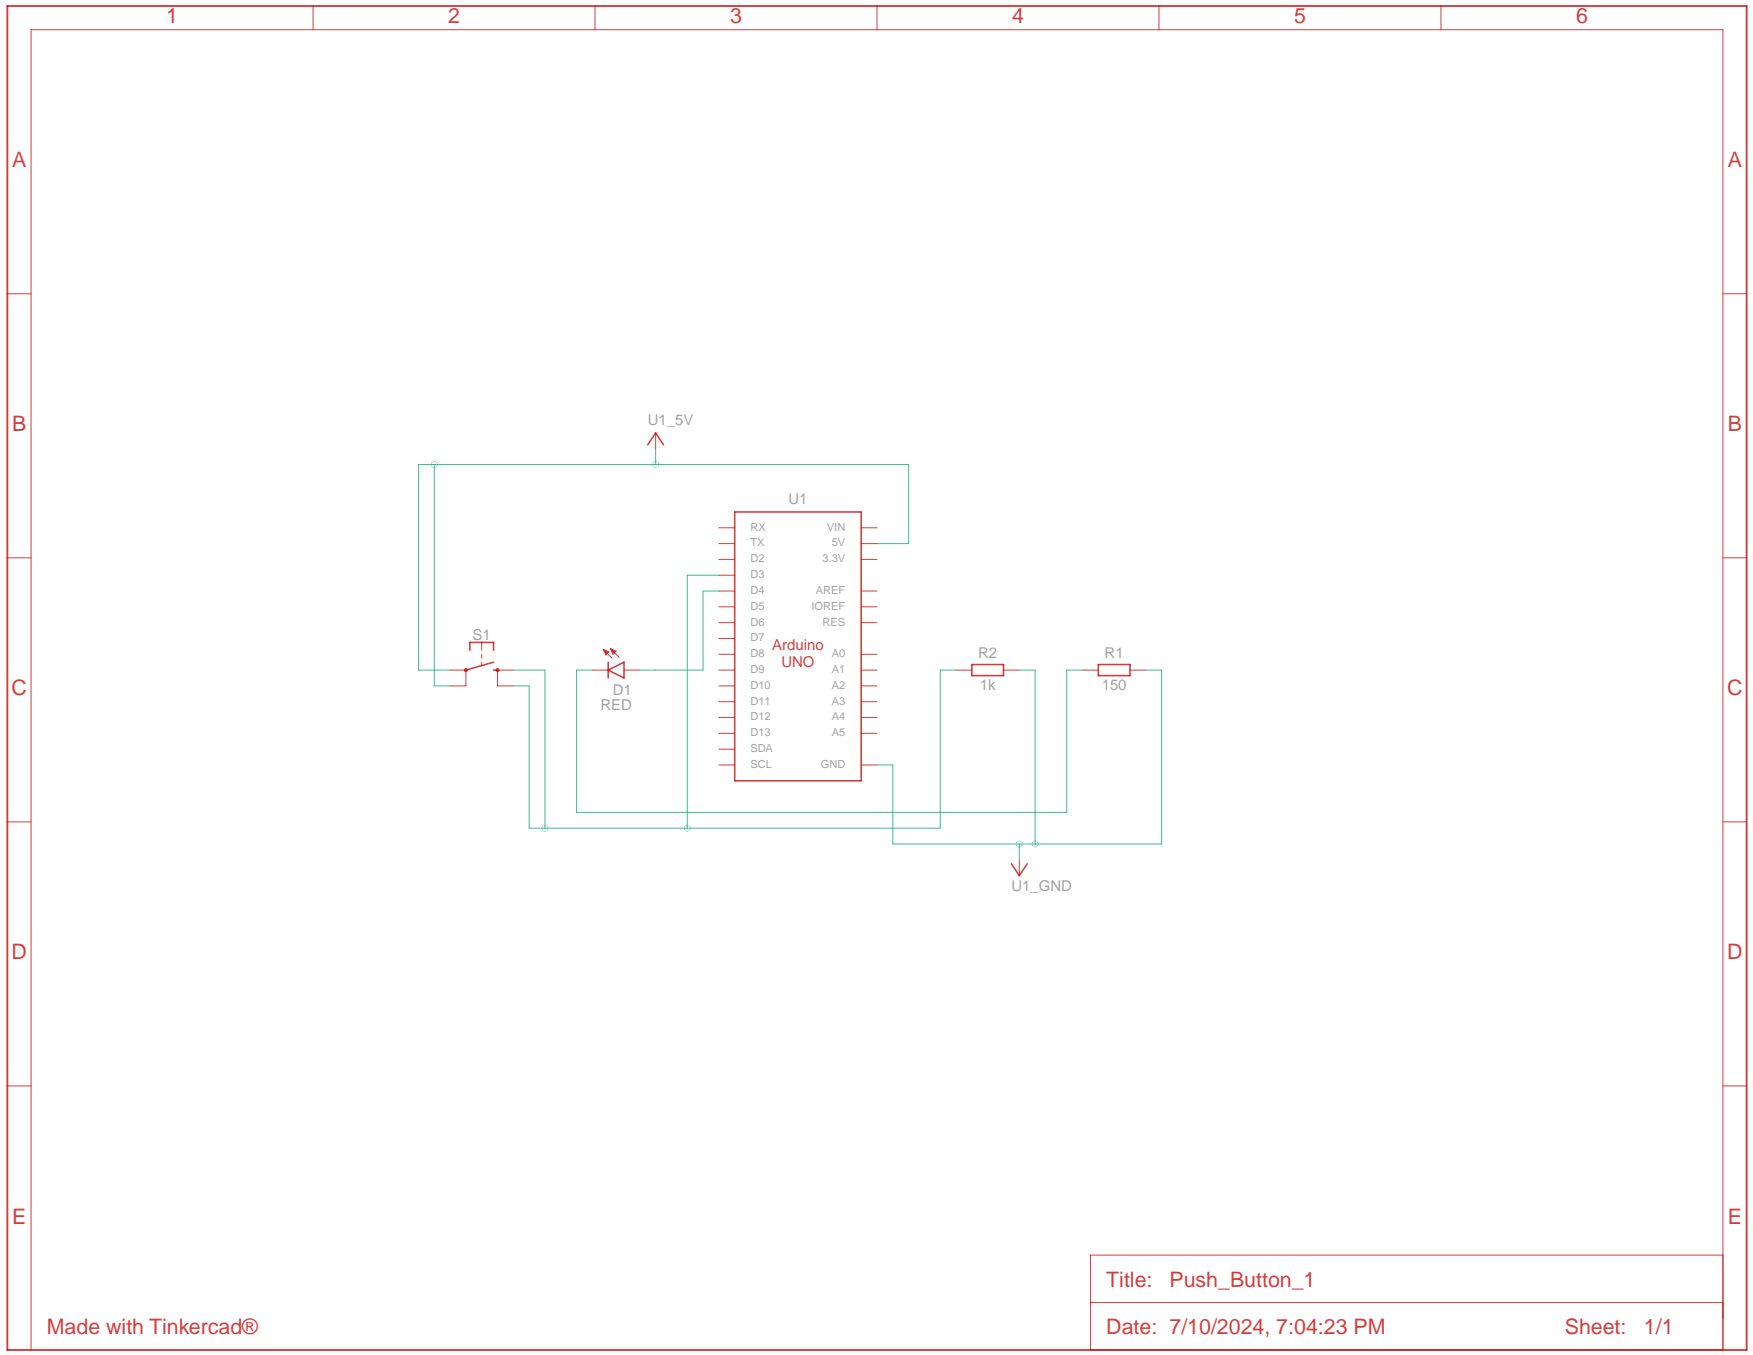 1 2 3 4 5 6
A A
B B
U1_5V
U1
RX VIN
TX 5V
D2 3.3V
D3
D4 AREF
D5 IOREF
D6 RES
S1
D7
Arduino
UNO
D8 A0
D9 A1
D10 A2
D11 A3
D12 A4
D13 A5
SDA
SCL GND
R2
1k
R1
150
C C
D1
RED
U1_GND
D D
E E
Title: Push_Button_1
Made with Tinkercad®
Date: 7/10/2024, 7:04:23 PM Sheet: 1/1